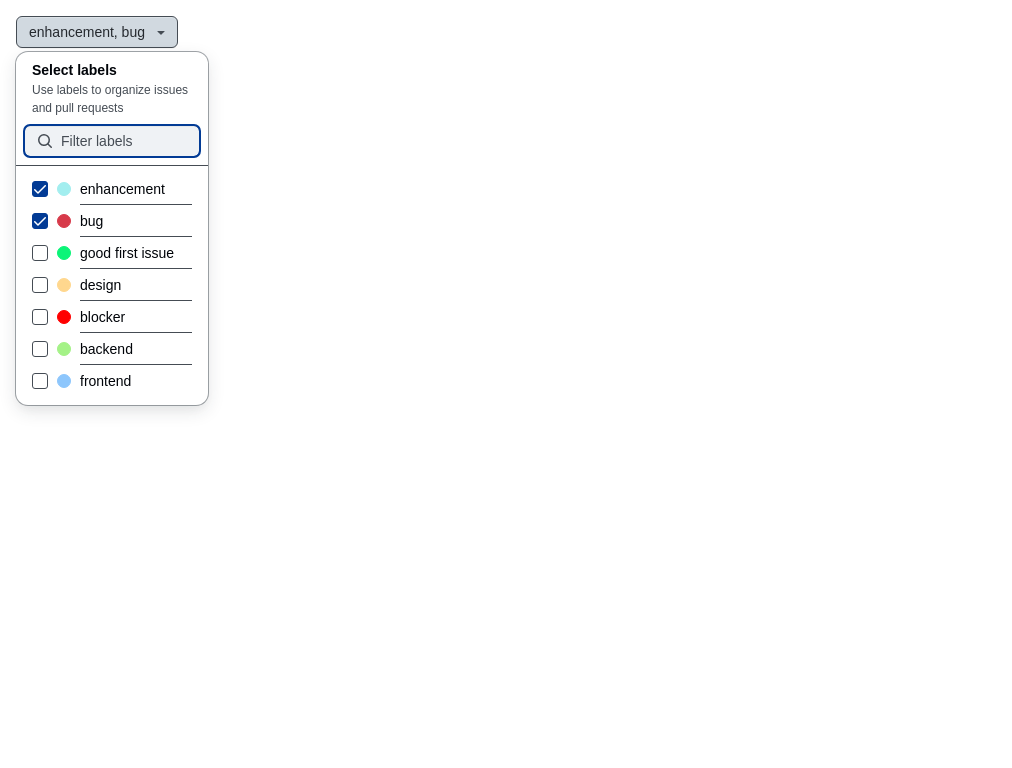 enhancement, bug
Select labels
Use labels to organize issues
and pull requests
Filter labels
enhancement
bug
good first issue
design
blocker
backend
frontend